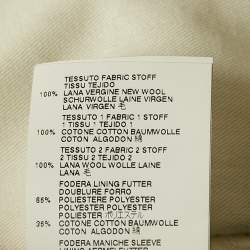 TESSUTO FABRIC STOFF
TISSU TEJIDO
100% LANA VERGINE NEW WOOL
SCHURWOLLE LAINE VIRGEN
LANA VIRGEN 毛
TESSUTO 1 FABRIC 1 STOFF
1 TISSU 1 TEJIDO 1
100% COTONE COTTON BAUMWOLLE
COTON ALGODON 綿
TESSUTO 2 FABRIC 2 STOFF
2 TISSU 2 TEJIDO 2
100% LANA WOOL WOLLE LAINE
LANA 毛
FODERA LINING FUTTER
DOUBLURE FORRO
65% POLIESTERE POLYESTER
POLYESTER POLYESTER
POLIESTER ポリエステル
35% COTONE COTTON BAUMWOLLE
COTON ALGODON 綿
FODERA MANICHE SLEEVE